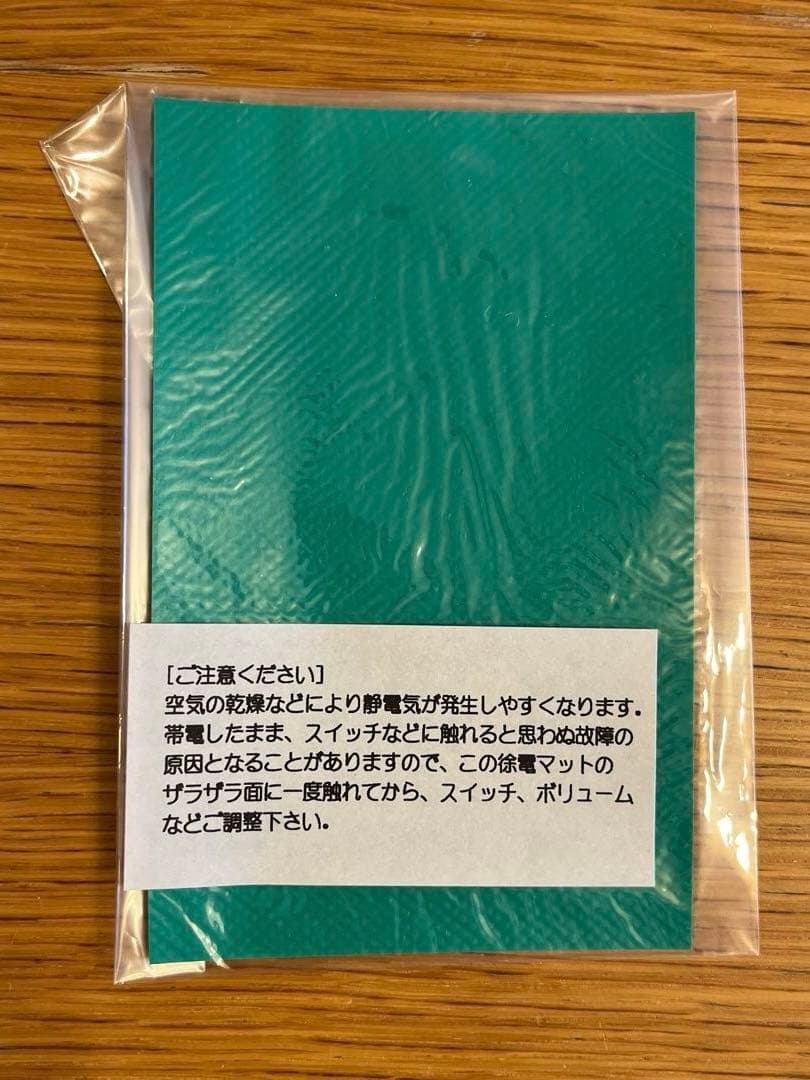 [ご注意ください]
空気の乾燥などにより静電気が発生しやすくなります。
帯電したまま、スイッチなどに触れると思わぬ故障の
原因となることがありますので、この徐電マットの
ザラザラ面に一度触れてから、スイッチ、ボリューム
などご調整下さい。